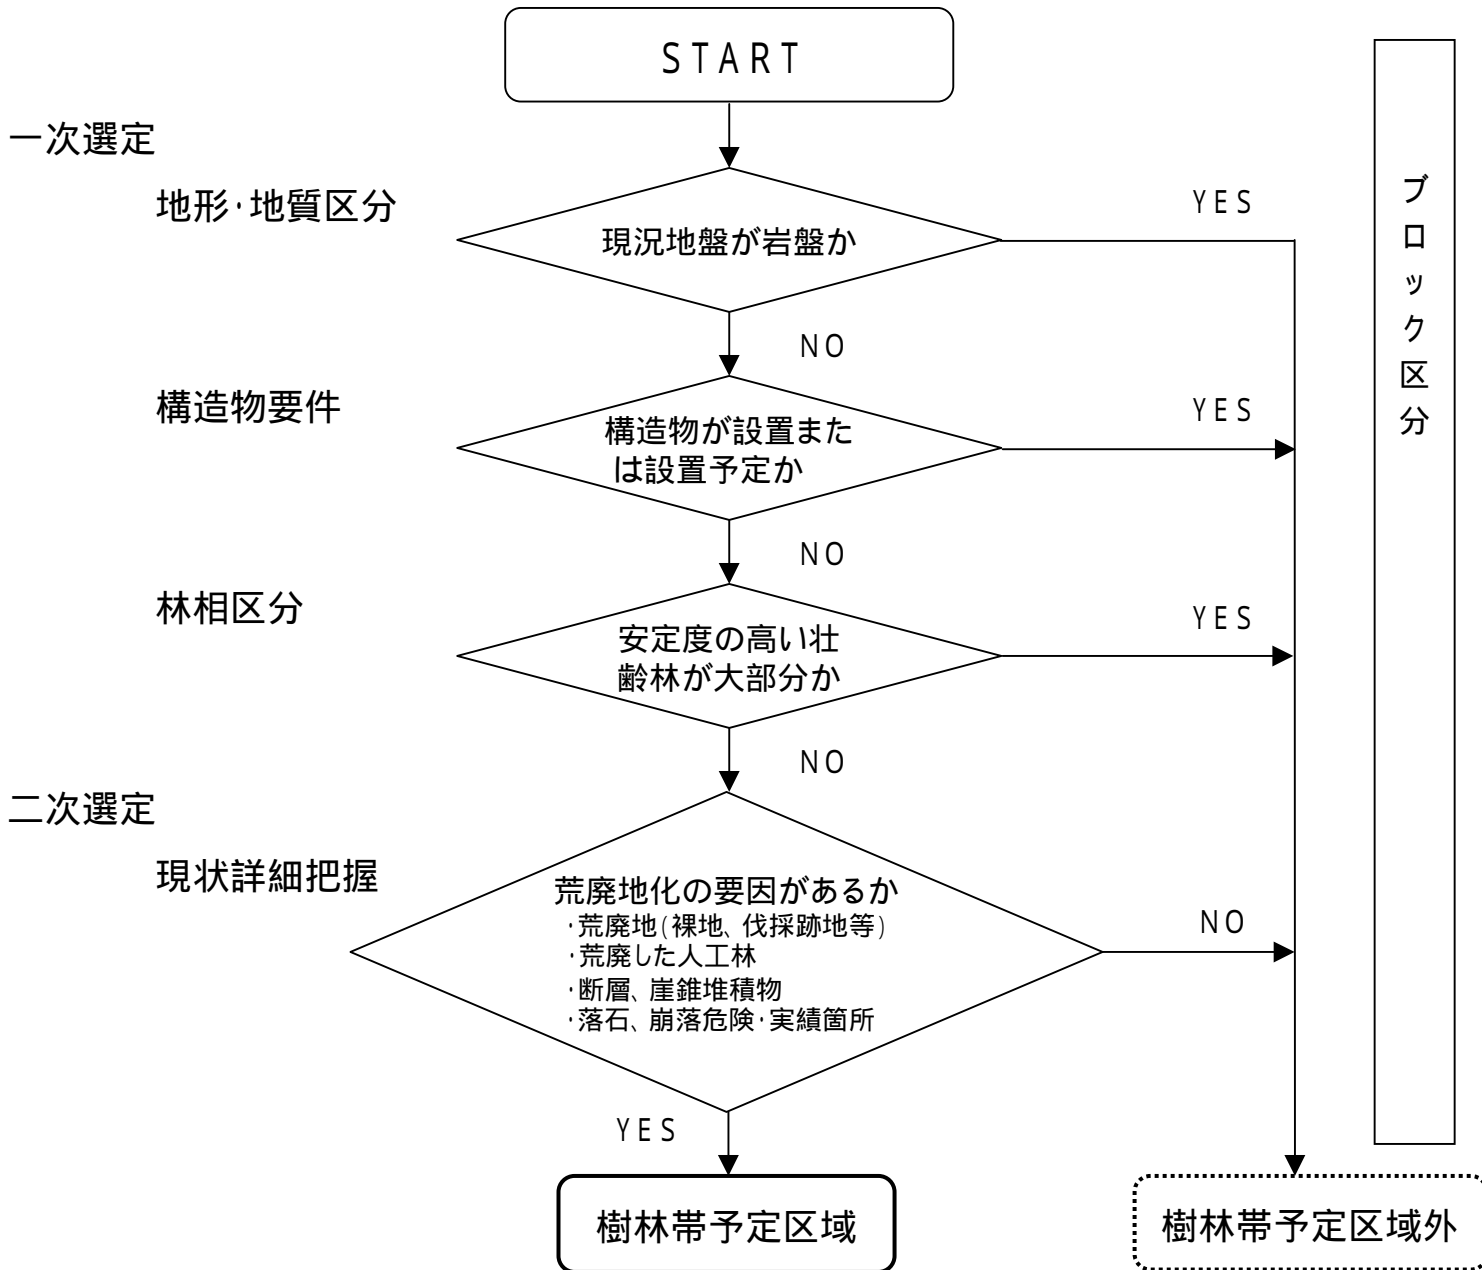 START
一次選定
地形・地質区分
現況地盤が岩盤か
YES
NO
構造物要件
構造物が設置また
は設置予定か
YES
NO
林相区分
安定度の高い壮
齢林が大部分か
YES
NO
二次選定
現状詳細把握
荒廃地化の要因があるか
・荒廃地(裸地、伐採跡地等)
・荒廃した人工林
・断層、崖錐堆積物
・落石、崩落危険・実績箇所
NO
YES
樹林帯予定区域
樹林帯予定区域外
ブロック区分